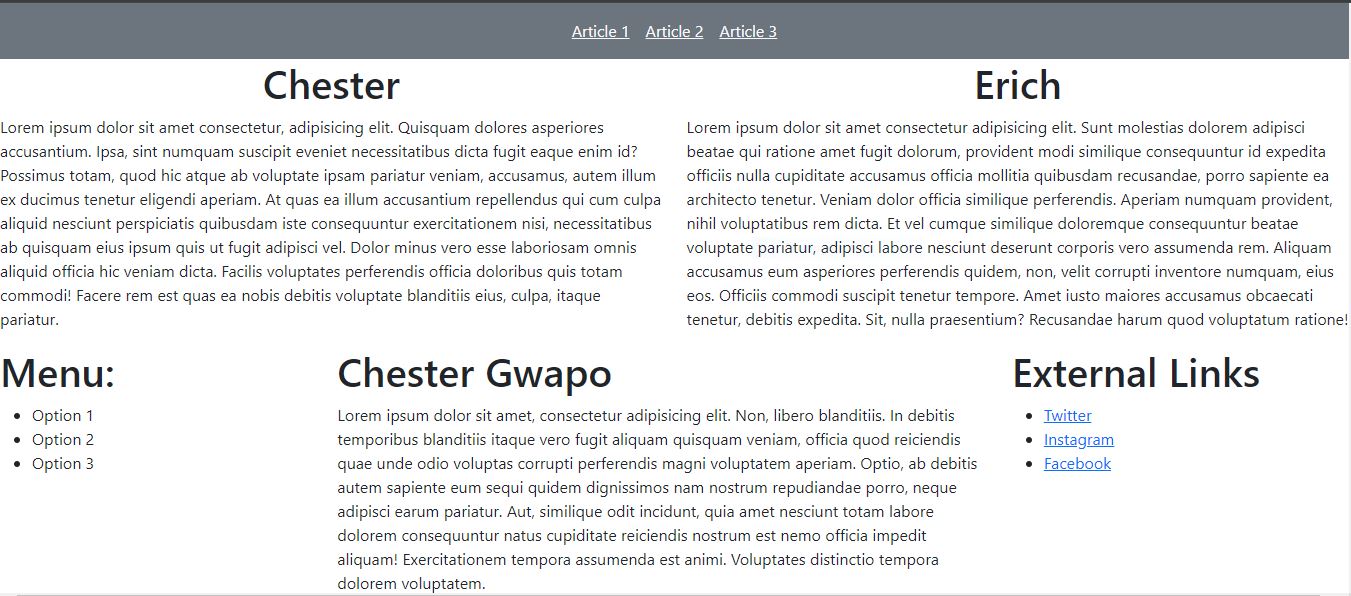 Article 1 Article 2 Article 3
Chester
Lorem ipsum dolor sit amet consectetur, adipisicing elit. Quisquam dolores asperiores
accusantium. Ipsa, sint numquam suscipit eveniet necessitatibus dicta fugit eaque enim id?
Possimus totam, quod hic atque ab voluptate ipsam pariatur veniam, accusamus, autem illum
ex ducimus tenetur eligendi aperiam. At quas ea illum accusantium repellendus qui cum culpa
aliquid nesciunt perspiciatis quibusdam iste consequuntur exercitationem nisi, necessitatibus
ab quisquam eius ipsum quis ut fugit adipisci vel. Dolor minus vero esse laboriosam omnis
aliquid officia hic veniam dicta. Facilis voluptates perferendis officia doloribus quis totam
commodi! Facere rem est quas ea nobis debitis voluptate blanditiis eius, culpa, itaque
pariatur.
Erich
Lorem ipsum dolor sit amet consectetur adipisicing elit. Sunt molestias dolorem adipisci
beatae qui ratione amet fugit dolorum, provident modi similique consequuntur id expedita
officiis nulla cupiditate accusamus officia mollitia quibusdam recusandae, porro sapiente ea
architecto tenetur. Veniam dolor officia similique perferendis. Aperiam numquam provident,
nihil voluptatibus rem dicta. Et vel cumque similique doloremque consequuntur beatae
voluptate pariatur, adipisci labore nesciunt deserunt corporis vero assumenda rem. Aliquam
accusamus eum asperiores perferendis quidem, non, velit corrupti inventore numquam, eius
eos. Officiis commodi suscipit tenetur tempore. Amet iusto maiores accusamus obcaecati
tenetur, debitis expedita. Sit, nulla praesentium? Recusandae harum quod voluptatum ratione!
Menu:
Option 1
Option 2
Option 3
Chester Gwapo
Lorem ipsum dolor sit amet, consectetur adipisicing elit. Non, libero blanditiis. In debitis
temporibus blanditiis itaque vero fugit aliquam quisquam veniam, officia quod reiciendis
quae unde odio voluptas corrupti perferendis magni voluptatem aperiam. Optio, ab debitis
autem sapiente eum sequi quidem dignissimos nam nostrum repudiandae porro, neque
adipisci earum pariatur. Aut, similique odit incidunt, quia amet nesciunt totam labore
dolorem consequuntur natus cupiditate reiciendis nostrum est nemo officia impedit
aliquam! Exercitationem tempora assumenda est animi. Voluptates distinctio tempora
dolorem voluptatem.
External Links
Twitter
Instagram
Facebook